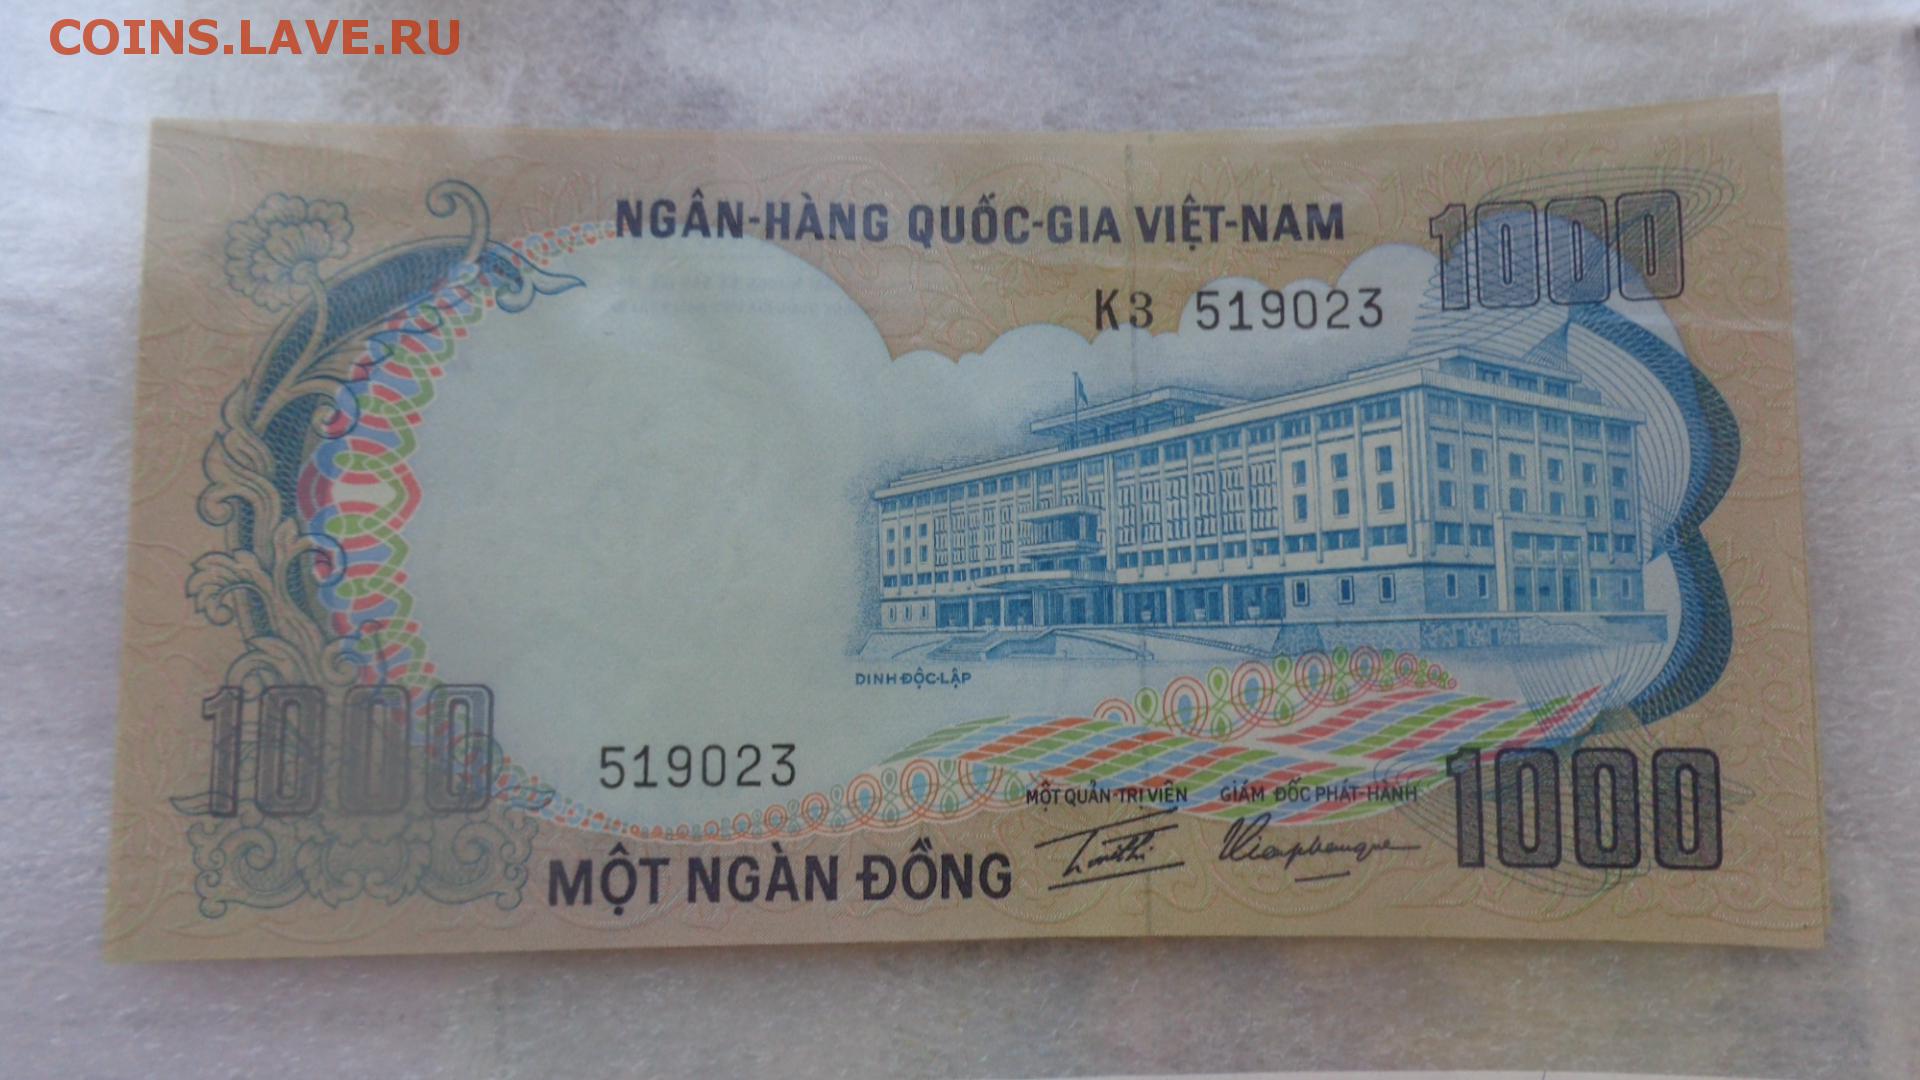 COINS.LAVE.RU
NGÂN-HÀNG QUỐC-GIA VIỆT-NAM
1000
K3 519023
DINH ĐỘC-LẬP
1000
519023
MỘT QUẢN-TRỊ VIÊN GIÁM ĐỐC PHÁT-HÀNH
1000
MỘT NGÀN ĐỒNG